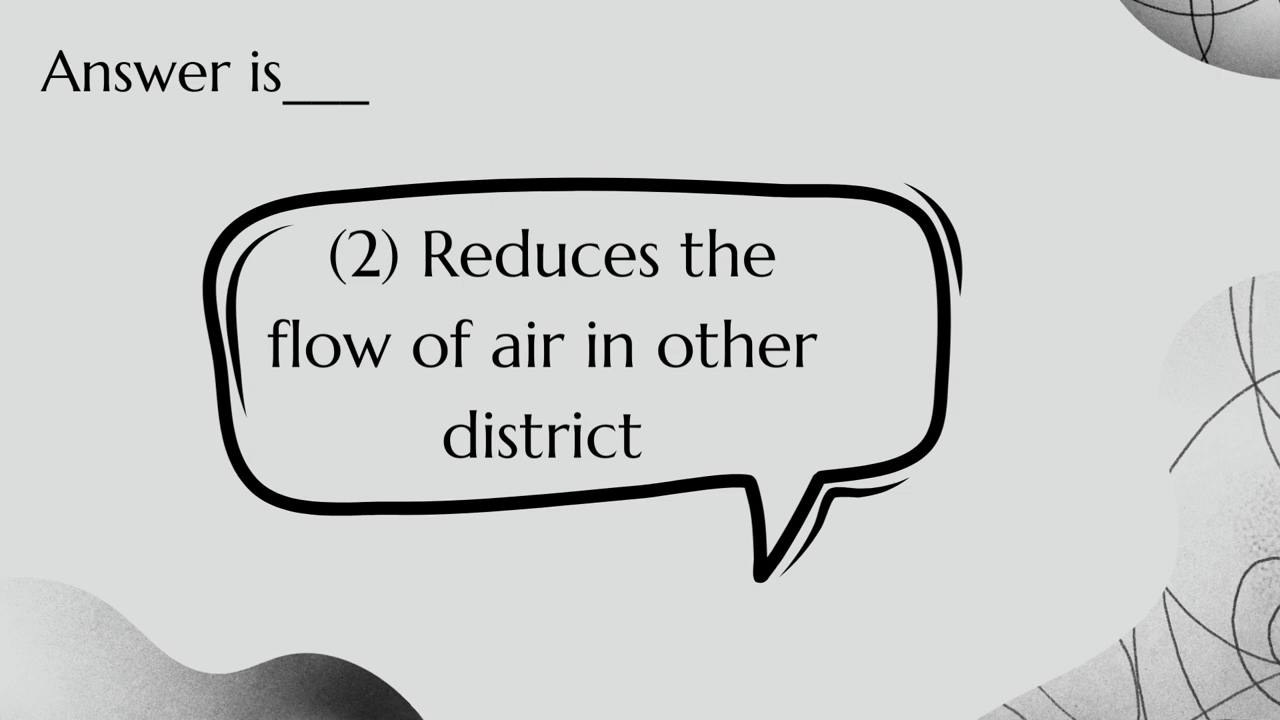 Answer is___
(2) Reduces the
flow of air in other
district